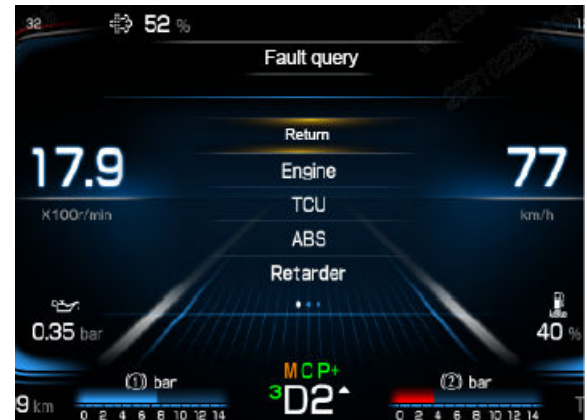 32
52 %
Fault query
Return
17.9
Engine
77
X100r/min
TCU
km/h
ABS
Retarder
0.35 bar
40 %
M C P+
(1) bar
3 D2
(2) bar
9 km
0 2 4 6 8 10 12 14
0 2 4 6 8 10 12 14